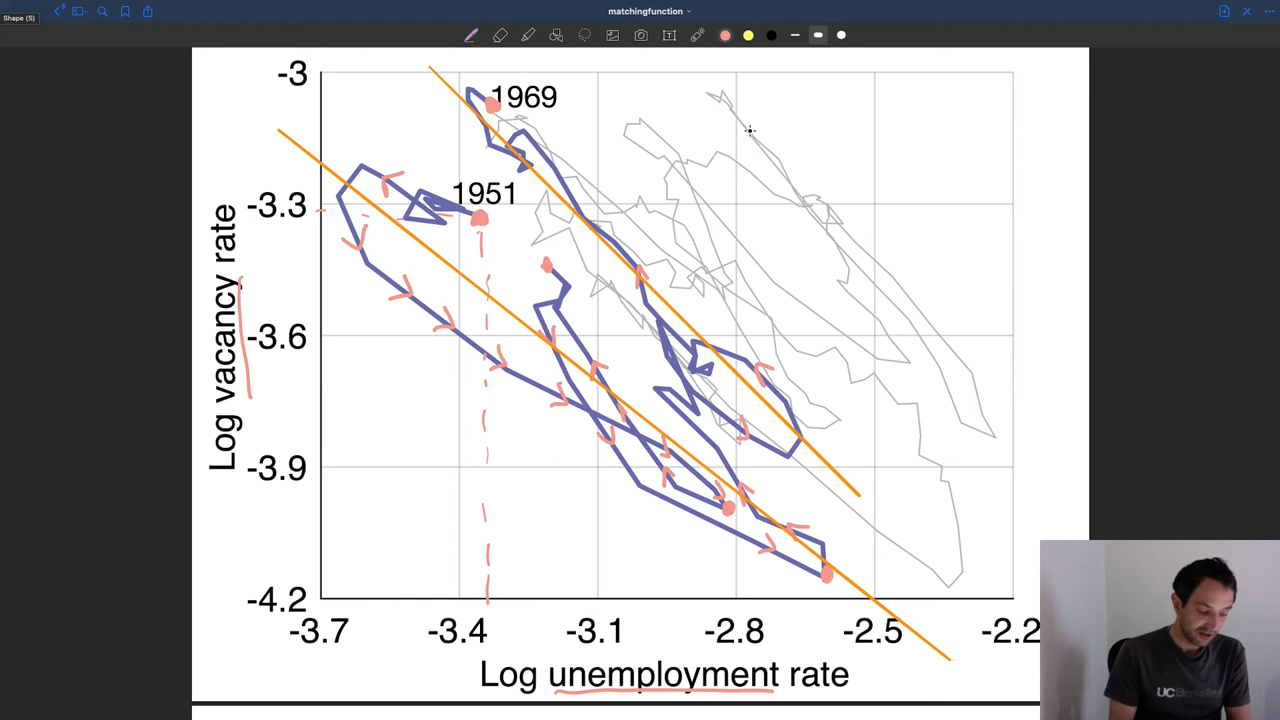 matchingfunction
Shape (S)
-3
1969
1951
-3.3
-3.6
-3.9
-4.2
Log vacancy rate
-3.7
-3.4
-3.1
-2.8
-2.5
-2.2
Log unemployment rate
UC Berkeley